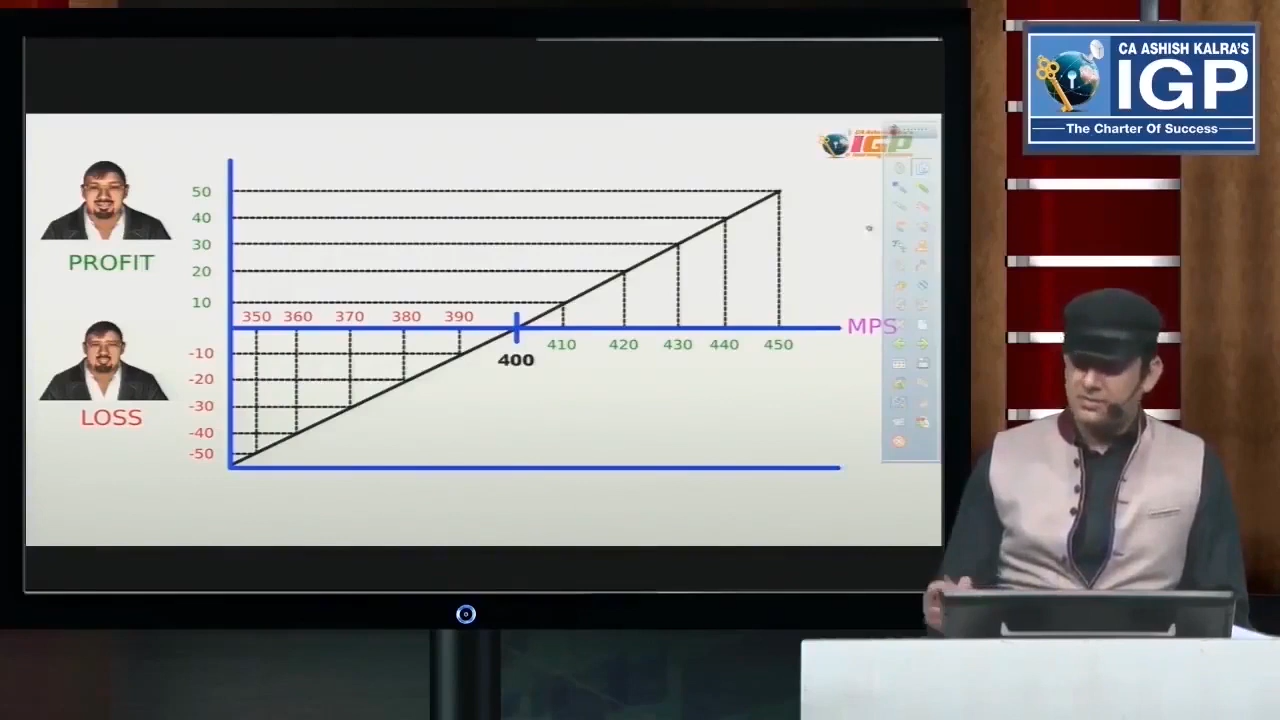 CA ASHISH KALRA'S
IGP
The Charter Of Success
IGP
PROFIT
LOSS
50
40
30
20
10
350 360 370 380 390
MPS
400
410 420 430 440 450
-10
-20
-30
-40
-50